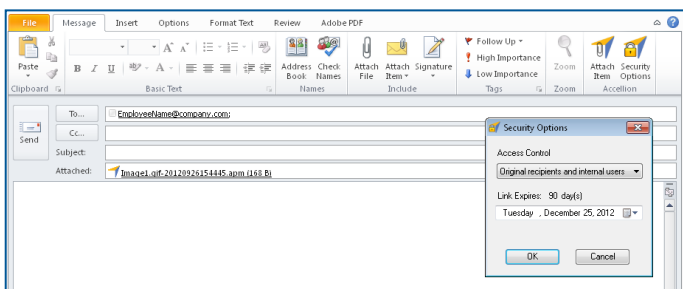 File Message Insert Options Format Text Review Adobe PDF
Paste
B I U A A A
Address Book
Check Names
Attach File
Attach Item
Signature
Follow Up
High Importance
Low Importance
Zoom
Attach Item
Security Options
Clipboard Basic Text Names Include Tags Zoom Accellion
Send
To... EmployeeName@company.com;
Cc...
Subject:
Attached: Image1.gif-20120926154445.apm (168 B)
Security Options
Access Control
Original recipients and internal users
Link Expires: 90 day(s)
Tuesday , December 25, 2012
OK Cancel